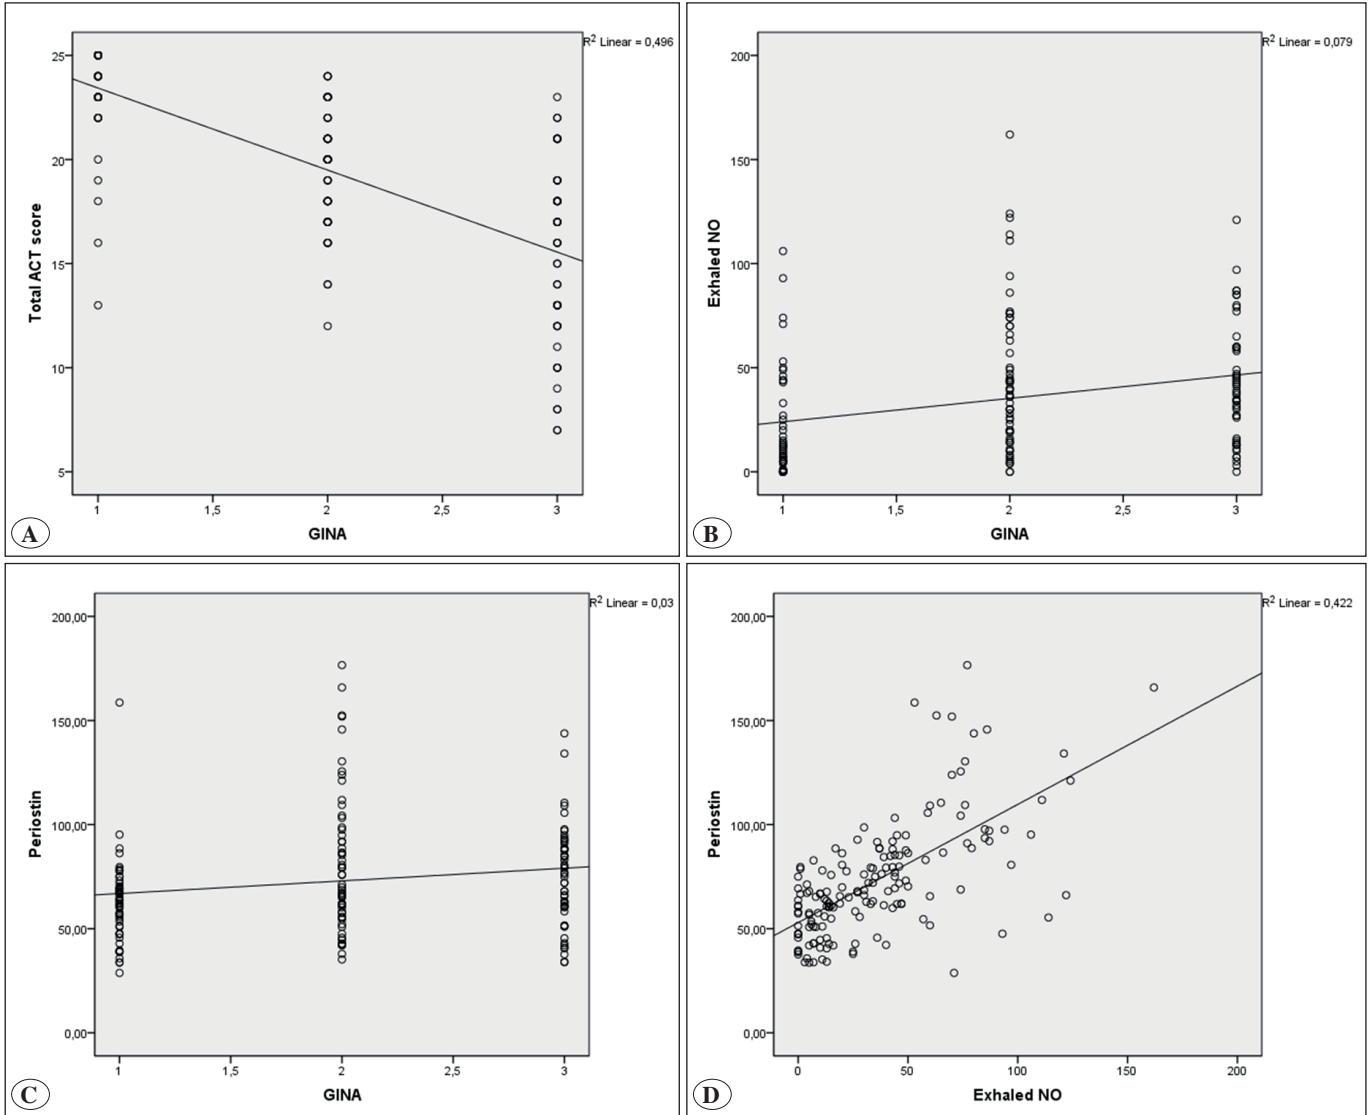 R² Linear = 0,496
25
20
15
10
5
Total ACT score
1
1,5
2
2,5
3
GINA
A
R² Linear = 0,079
200
150
100
50
0
Exhaled NO
1
1,5
2
2,5
3
GINA
B
R² Linear = 0,03
200,00
150,00
100,00
50,00
0,00
Periostin
1
1,5
2
2,5
3
GINA
C
R² Linear = 0,422
200,00
150,00
100,00
50,00
0,00
Periostin
0
50
100
150
200
Exhaled NO
D